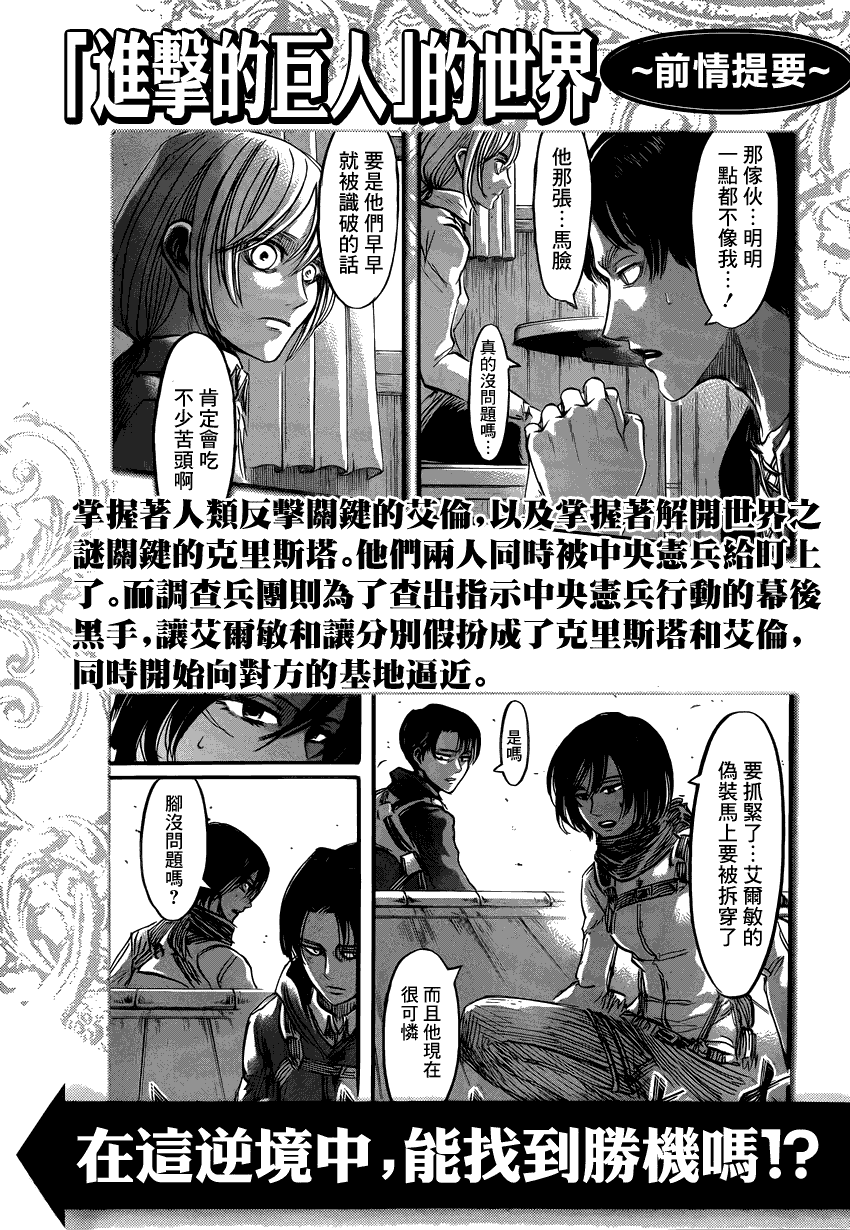 「進擊的巨人」的世界
~前情提要~
那傢伙…明明
一點都不像我…！
他那張…馬臉
真的沒問題嗎…
要是他們早早
就被識破的話
肯定會吃
不少苦頭啊
掌握著人類反擊關鍵的艾倫，以及掌握著解開世界之
謎關鍵的克里斯塔。他們兩人同時被中央憲兵給盯上
了。而調查兵團則為了查出指示中央憲兵行動的幕後
黑手，讓艾爾敏和讓分別假扮成了克里斯塔和艾倫，
同時開始向對方的基地逼近。
要抓緊了…艾爾敏的
偽裝馬上要被拆穿了
是嗎
而且他現在
很可憐
腳沒問題嗎？
在這逆境中，能找到勝機嗎!?